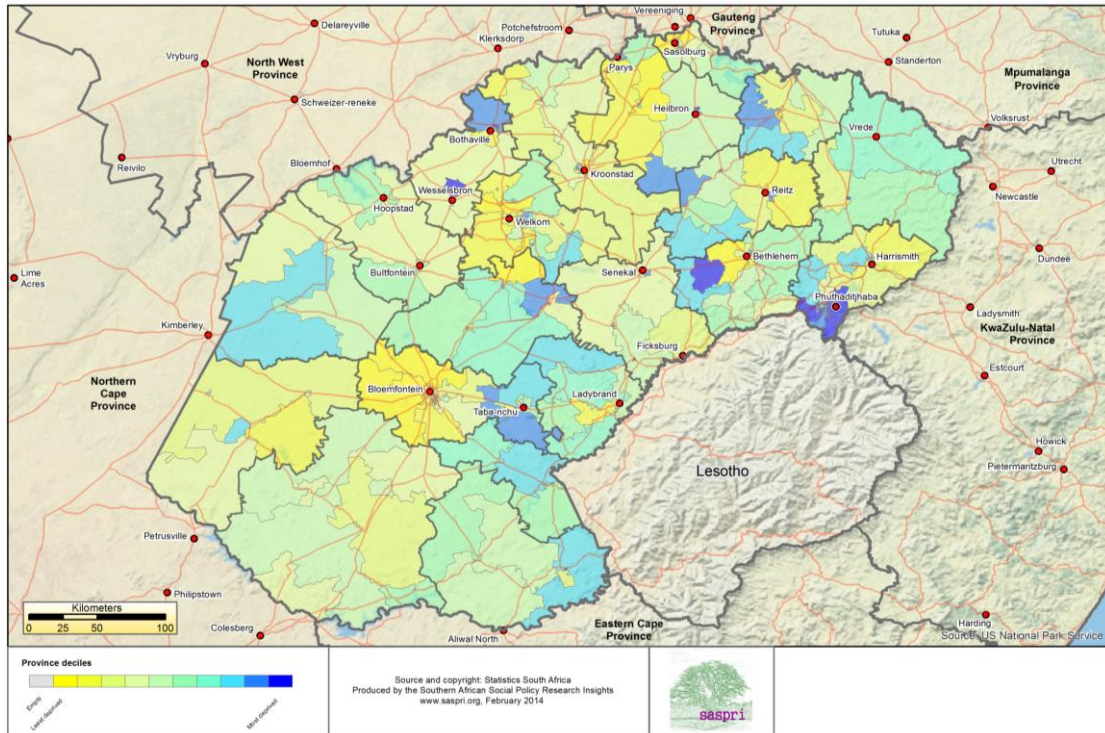 Vereeniging
Gauteng
Province
Delareyville
Potchefstroom
Klerksdorp
Sasolburg
Tutuka
Standerton
Mpumalanga
Province
Vryburg
North West
Province
Parys
Schweizer-reneke
Heilbron
Volksrust
Vrede
Bothaville
Reivilo
Bloemhof
Utrecht
Kroonstad
Wesselsbron
Reitz
Newcastle
Hoopstad
Welkom
Dundee
Bethlehem
Harrismith
Lime
Acres
Bultfontein
Senekal
Phuthaditjhaba
Ladysmith
Kimberley
KwaZulu-Natal
Province
Ficksburg
Estcourt
Northern
Cape
Province
Bloemfontein
Ladybrand
Taba-nchu
Howick
Pietermaritzburg
Lesotho
Petrusville
Philipstown
Kilometers
0 25 50 100
Colesberg
Aliwal North
Eastern Cape
Province
Harding
Source: US National Park Service
Province deciles
Empty
Least deprived
Most deprived
Source and copyright: Statistics South Africa
Produced by the Southern African Social Policy Research Insights
www.saspri.org, February 2014
saspri